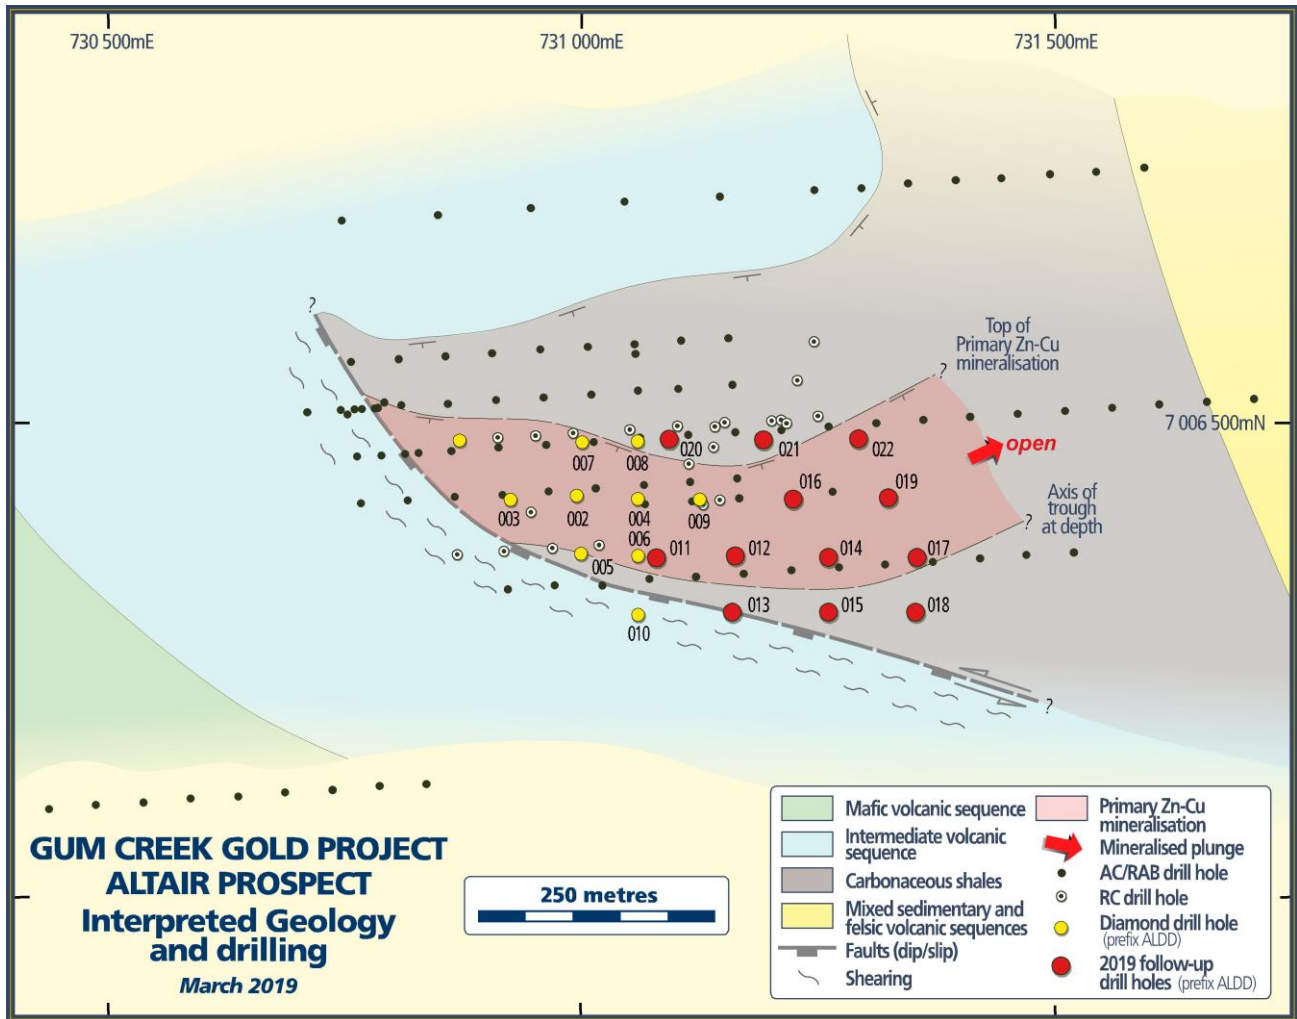 730 500mE
731 000mE
731 500mE
?
Top of
Primary Zn-Cu
mineralisation
?
7 006 500mN
open
007
008
020
021
022
Axis of
trough
at depth
?
003
002
004
009
016
019
006
005
011
012
014
017
010
013
015
018
?
GUM CREEK GOLD PROJECT
ALTAIR PROSPECT
Interpreted Geology
and drilling
March 2019
250 metres
Mafic volcanic sequence
Intermediate volcanic
sequence
Carbonaceous shales
Mixed sedimentary and
felsic volcanic sequences
Faults (dip/slip)
Shearing
Primary Zn-Cu
mineralisation
Mineralised plunge
AC/RAB drill hole
RC drill hole
Diamond drill hole
(prefix ALDD)
2019 follow-up
drill holes (prefix ALDD)